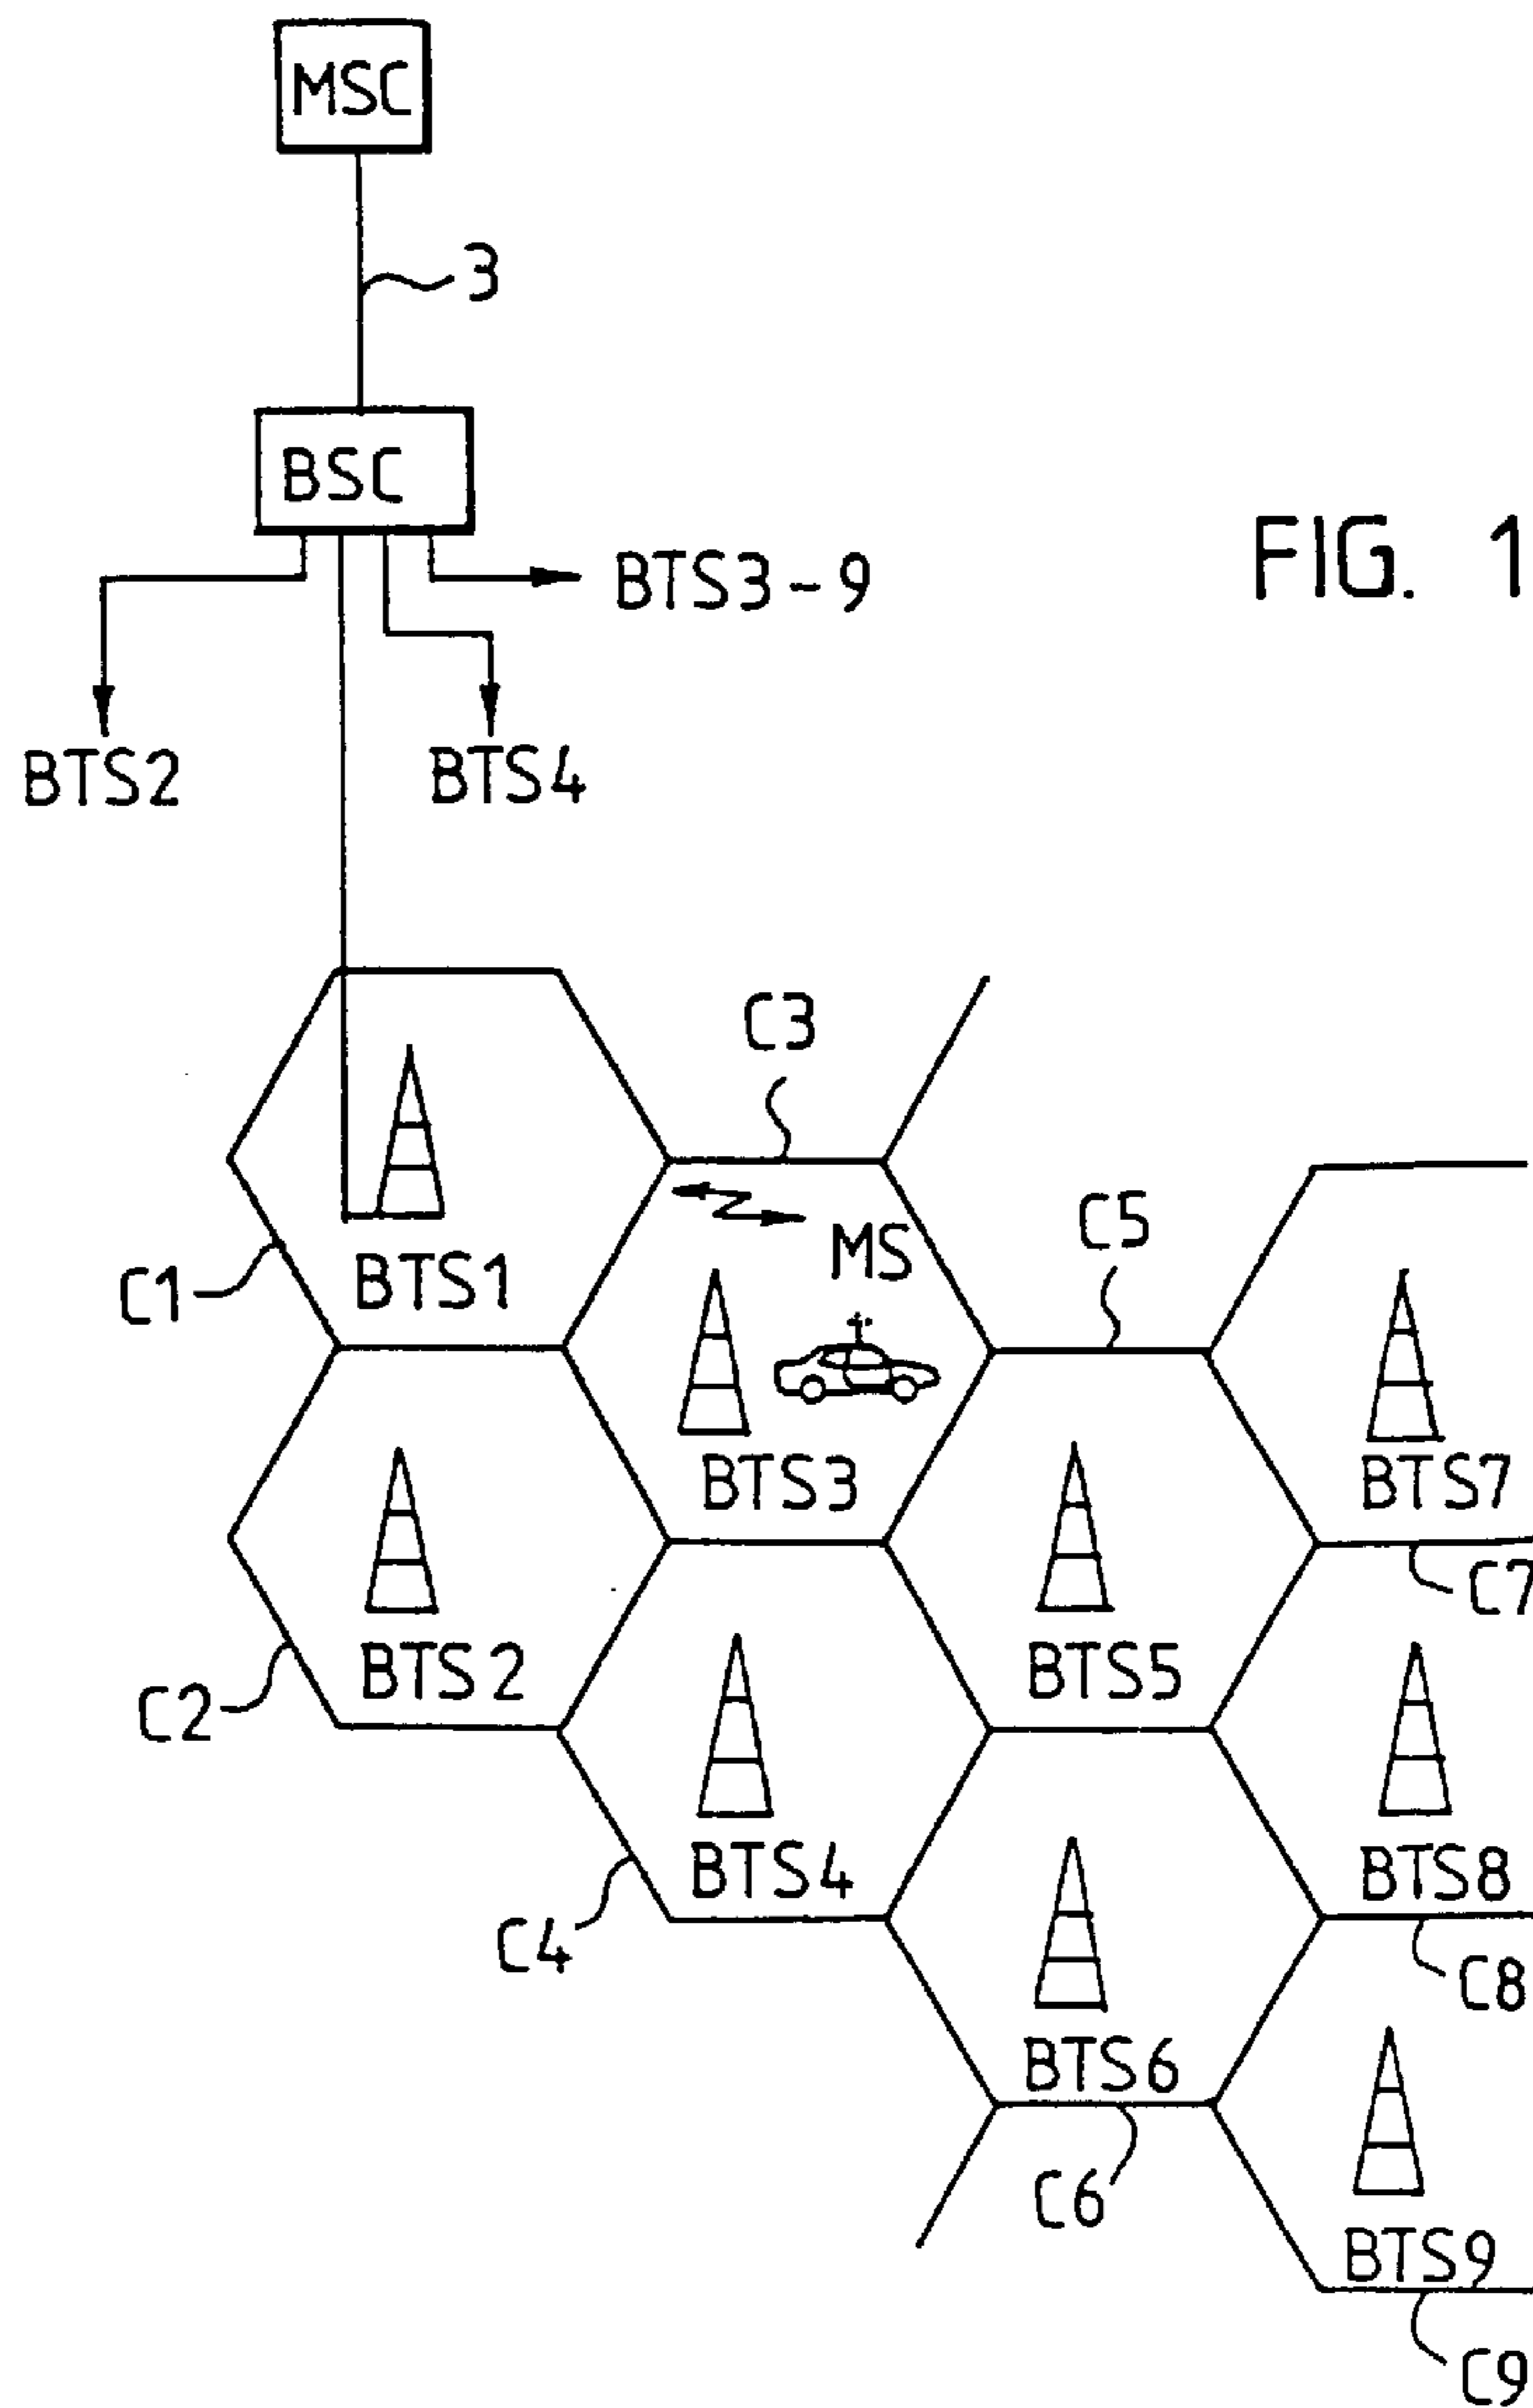 MSC
3
BSC
BTS3-9
FIG. 1
BTS2
BTS4
C3
C5
MS
C1
BTS1
BTS3
BTS7
C7
BTS2
BTS5
C2
BTS4
BTS8
C4
C8
BTS6
C6
BTS9
C9